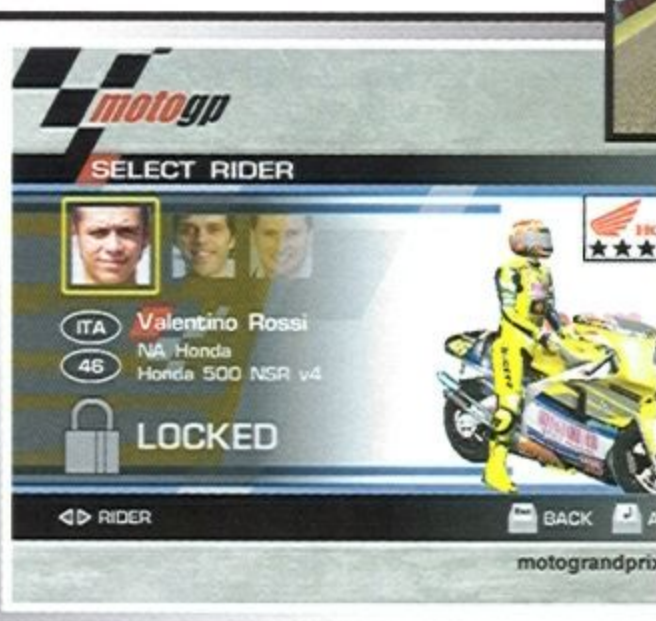 motogp
SELECT RIDER
ITA
Valentino Rossi
46
NA Honda
Honda 500 NSR v4
LOCKED
RIDER
BACK
motograndprix